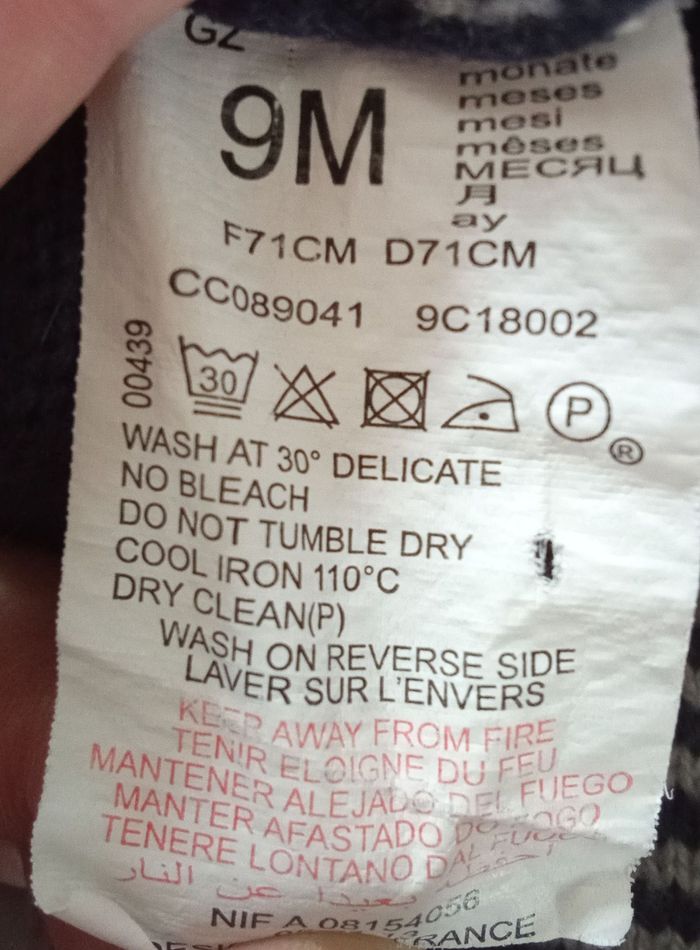 GZ
9M
monate
meses
mesi
mêses
МЕСЯЦ
月
ay
F71CM D71CM
CC089041 9C18002
00439
30
P
®
WASH AT 30° DELICATE
NO BLEACH
DO NOT TUMBLE DRY
COOL IRON 110°C
DRY CLEAN(P)
WASH ON REVERSE SIDE
LAVER SUR L'ENVERS
KEEP AWAY FROM FIRE
TENIR ELOIGNE DU FEU
MANTENER ALEJADO DEL FUEGO
MANTER AFASTADO DO FOGO
TENERE LONTANO DAL FUOCO
احفظه بعيدا عن النار
NIF A 08154056
FRANCE